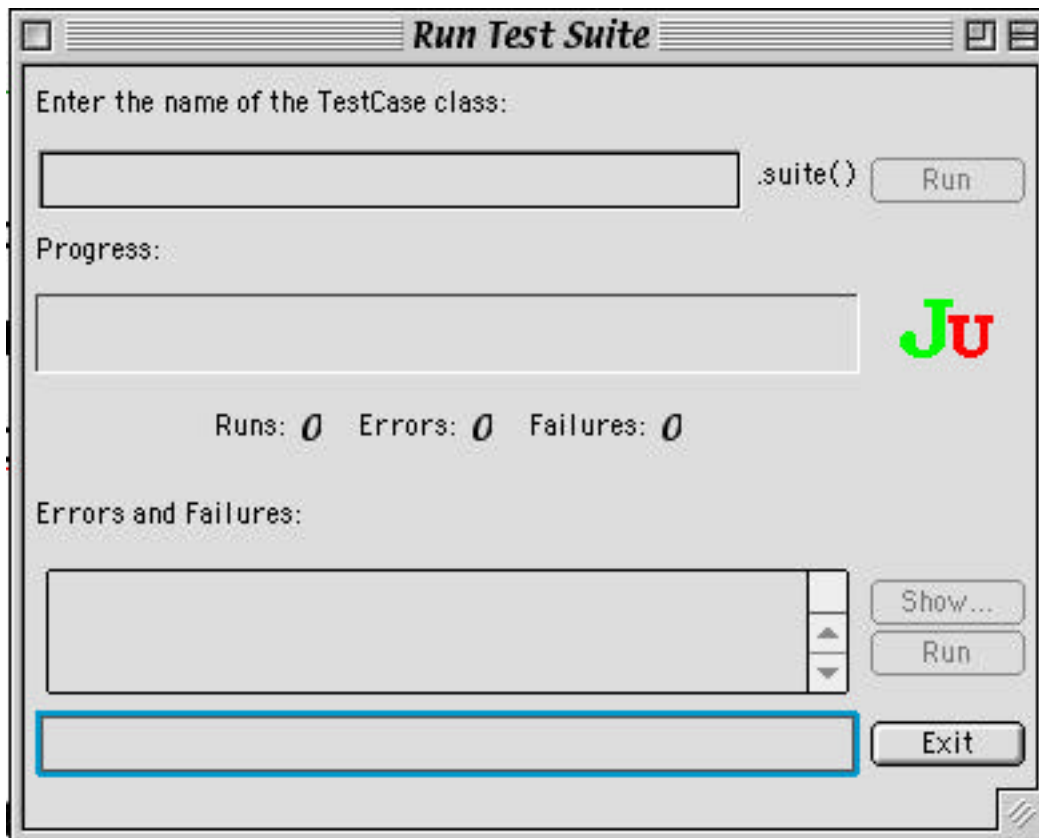 Run Test Suite
Enter the name of the TestCase class:
.suite() Run
Progress:
JU
Runs: 0 Errors: 0 Failures: 0
Errors and Failures:
Show...
Run
Exit